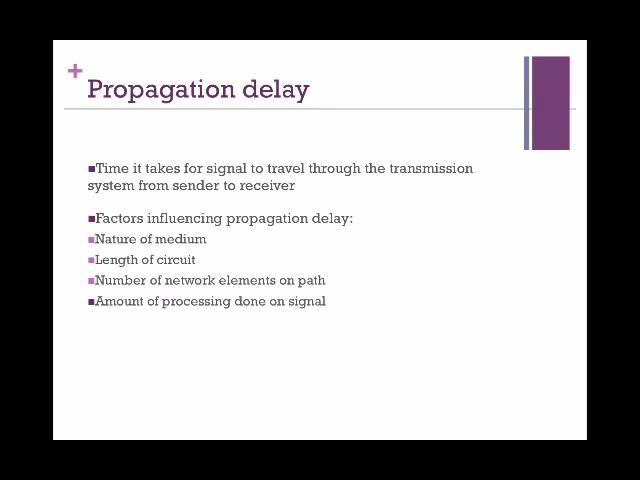 +
Propagation delay
■Time it takes for signal to travel through the transmission
system from sender to receiver
■Factors influencing propagation delay:
■Nature of medium
■Length of circuit
■Number of network elements on path
■Amount of processing done on signal